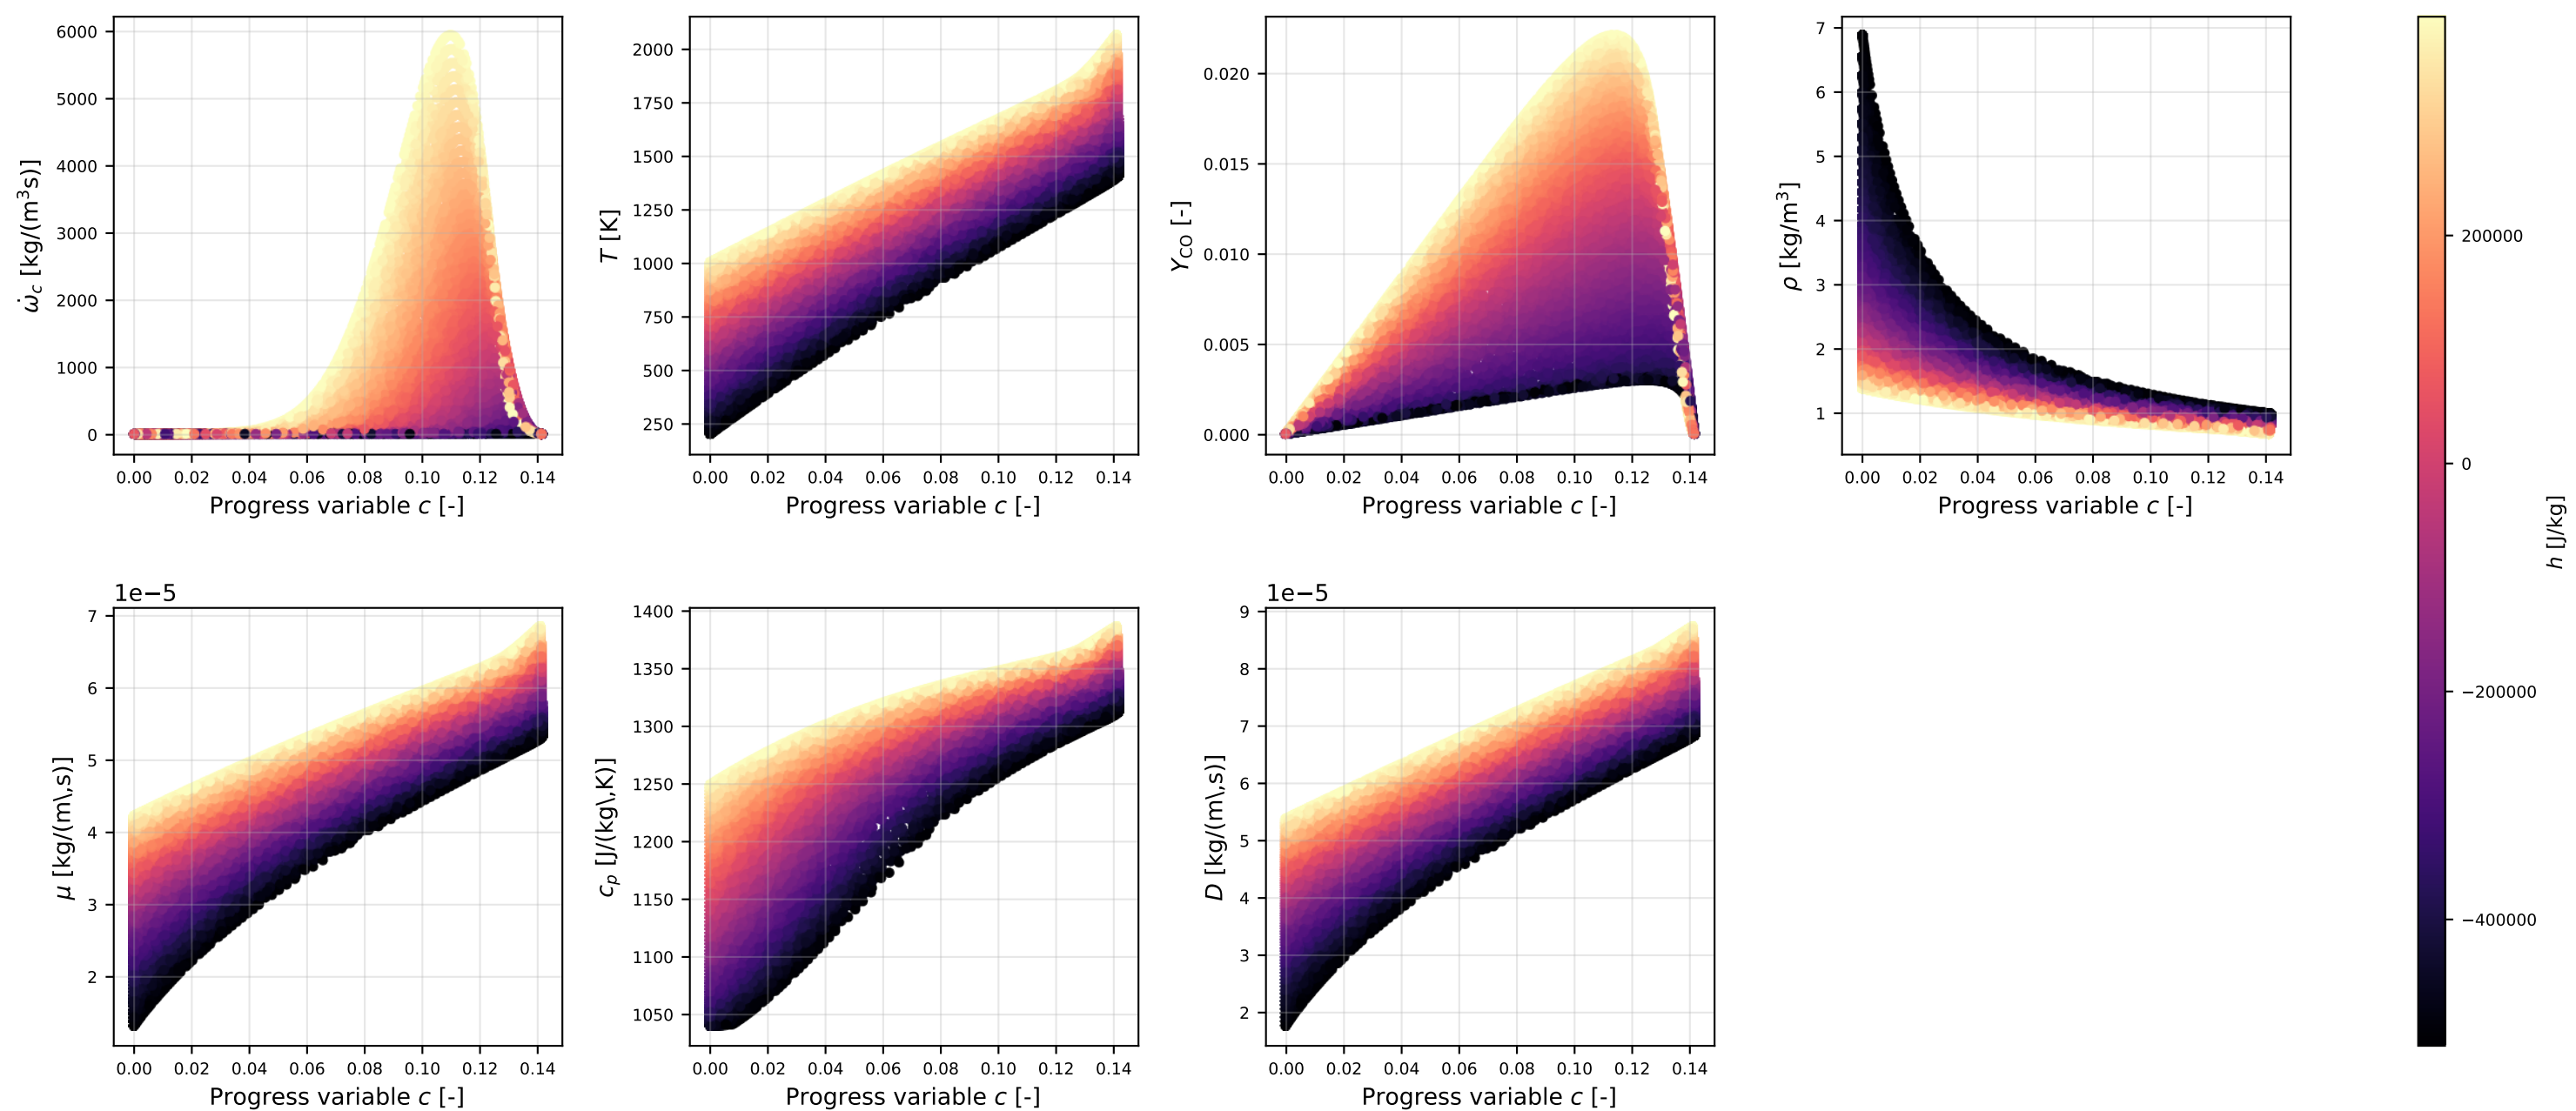 6000
5000
4000
3000
2000
1000
0
ω̇c [kg/(m³s)]
0.00 0.02 0.04 0.06 0.08 0.10 0.12 0.14
Progress variable c [-]
2000
1750
1500
1250
1000
750
500
250
T [K]
0.00 0.02 0.04 0.06 0.08 0.10 0.12 0.14
Progress variable c [-]
0.020
0.015
0.010
0.005
0.000
YCO [-]
0.00 0.02 0.04 0.06 0.08 0.10 0.12 0.14
Progress variable c [-]
7
6
5
4
3
2
1
ρ [kg/m³]
0.00 0.02 0.04 0.06 0.08 0.10 0.12 0.14
Progress variable c [-]
200000
0
−200000
−400000
h [J/kg]
1e−5
7
6
5
4
3
2
μ [kg/(m\,s)]
0.00 0.02 0.04 0.06 0.08 0.10 0.12 0.14
Progress variable c [-]
1400
1350
1300
1250
1200
1150
1100
1050
cp [J/(kg\,K)]
0.00 0.02 0.04 0.06 0.08 0.10 0.12 0.14
Progress variable c [-]
1e−5
9
8
7
6
5
4
3
2
D [kg/(m\,s)]
0.00 0.02 0.04 0.06 0.08 0.10 0.12 0.14
Progress variable c [-]